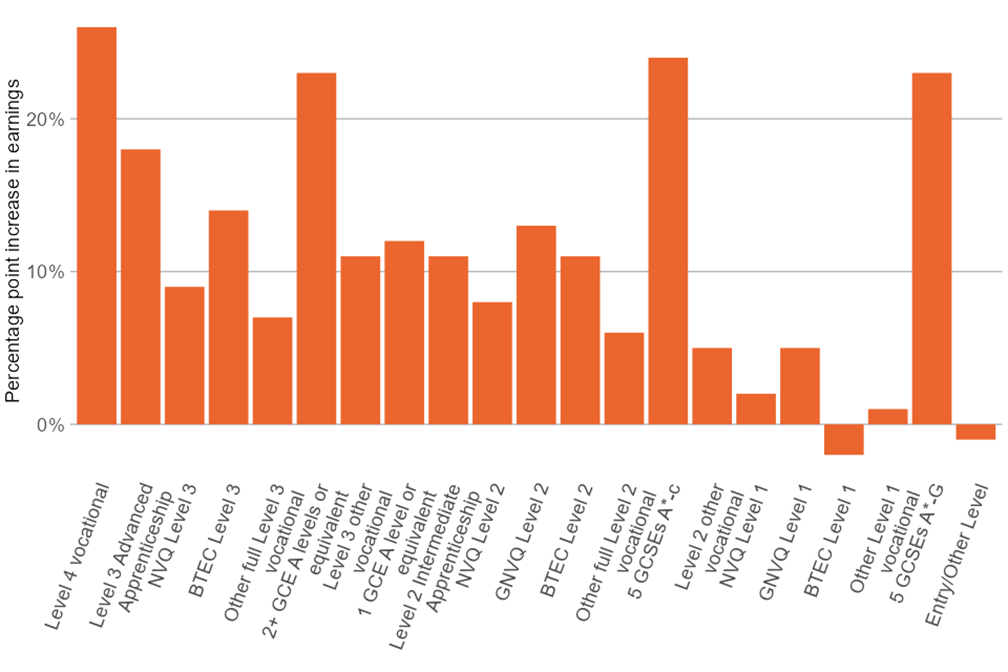 Percentage point increase in earnings
20%
10%
0%
Level 4 vocational
Level 3 Advanced
Apprenticeship
NVQ Level 3
BTEC Level 3
Other full Level 3
vocational
2+ GCE A levels or
equivalent
Level 3 other
vocational
1 GCE A level or
equivalent
Level 2 Intermediate
Apprenticeship
NVQ Level 2
GNVQ Level 2
BTEC Level 2
Other full Level 2
vocational
5 GCSEs A*-c
Level 2 other
vocational
NVQ Level 1
GNVQ Level 1
BTEC Level 1
Other Level 1
vocational
5 GCSEs A*-G
Entry/Other Level